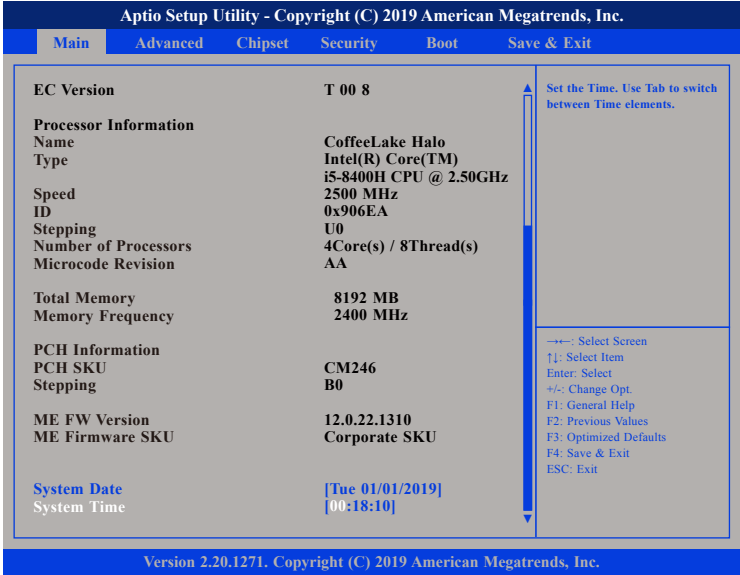 Aptio Setup Utility - Copyright (C) 2019 American Megatrends, Inc.
Main Advanced Chipset Security Boot Save & Exit
EC Version T 00 8
Processor Information
Name CoffeeLake Halo
Type Intel(R) Core(TM)
i5-8400H CPU @ 2.50GHz
Speed 2500 MHz
ID 0x906EA
Stepping U0
Number of Processors 4Core(s) / 8Thread(s)
Microcode Revision AA
Total Memory 8192 MB
Memory Frequency 2400 MHz
PCH Information
PCH SKU CM246
Stepping B0
ME FW Version 12.0.22.1310
ME Firmware SKU Corporate SKU
System Date [Tue 01/01/2019]
System Time [00:18:10]
Set the Time. Use Tab to switch
between Time elements.
→←: Select Screen
↑↓: Select Item
Enter: Select
+/-: Change Opt.
F1: General Help
F2: Previous Values
F3: Optimized Defaults
F4: Save & Exit
ESC: Exit
Version 2.20.1271. Copyright (C) 2019 American Megatrends, Inc.